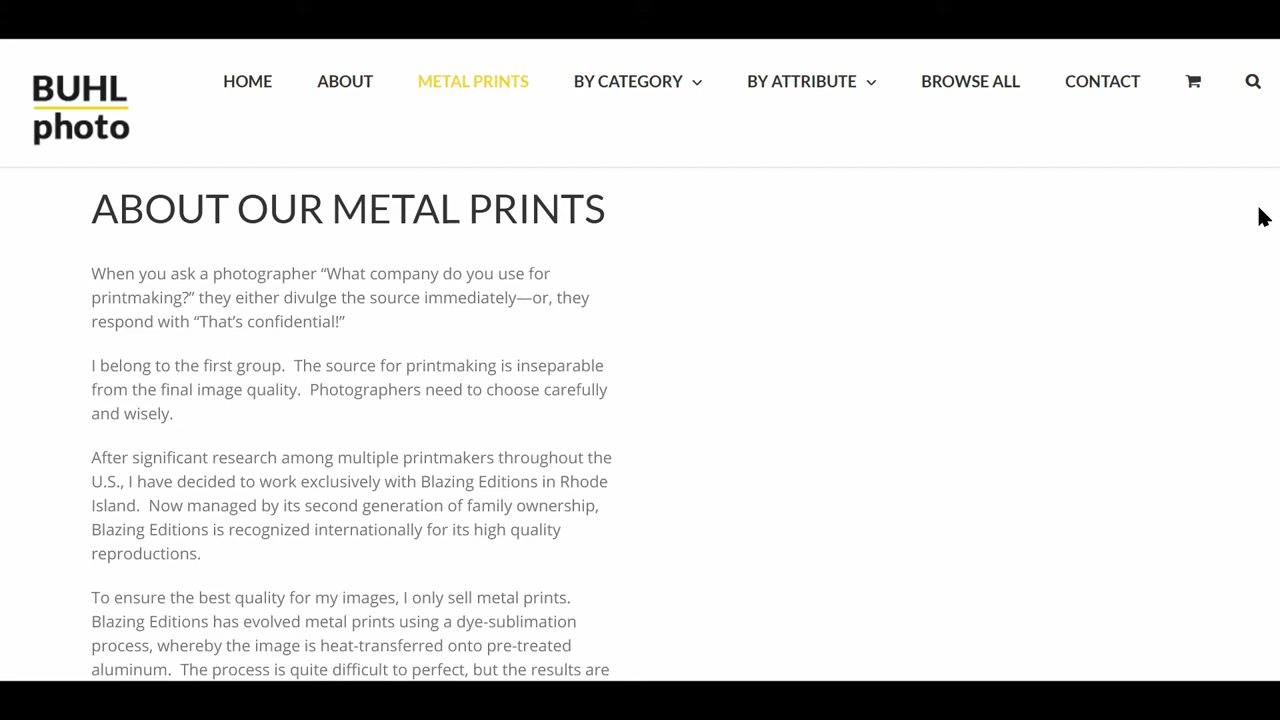 BUHL
photo
HOME ABOUT METAL PRINTS BY CATEGORY BY ATTRIBUTE BROWSE ALL CONTACT
ABOUT OUR METAL PRINTS
When you ask a photographer “What company do you use for
printmaking?” they either divulge the source immediately—or, they
respond with “That’s confidential!”
I belong to the first group.  The source for printmaking is inseparable
from the final image quality.  Photographers need to choose carefully
and wisely.
After significant research among multiple printmakers throughout the
U.S., I have decided to work exclusively with Blazing Editions in Rhode
Island.  Now managed by its second generation of family ownership,
Blazing Editions is recognized internationally for its high quality
reproductions.
To ensure the best quality for my images, I only sell metal prints.
Blazing Editions has evolved metal prints using a dye-sublimation
process, whereby the image is heat-transferred onto pre-treated
aluminum.  The process is quite difficult to perfect, but the results are